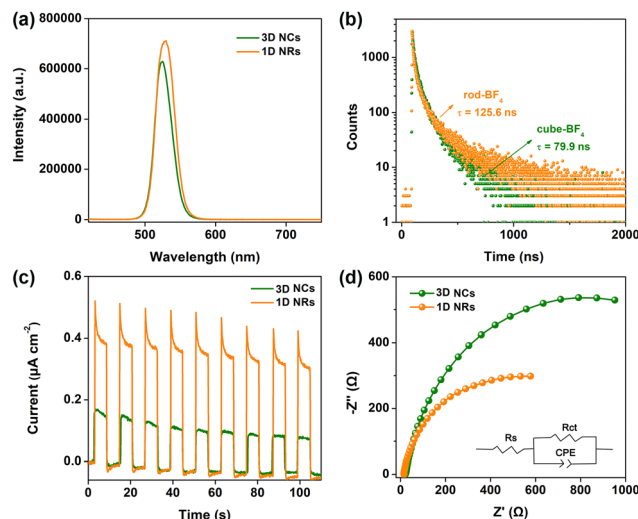 (a)
3D NCs
1D NRs
Intensity (a.u.)
800000
600000
400000
200000
0
500
600
700
Wavelength (nm)
(b)
rod-BF4
τ = 125.6 ns
cube-BF4
τ = 79.9 ns
Counts
1000
100
10
1
0
500
1000
1500
2000
Time (ns)
(c)
3D NCs
1D NRs
Current (μA cm-2)
0.6
0.4
0.2
0.0
0
20
40
60
80
100
Time (s)
(d)
3D NCs
1D NRs
-Z'' (Ω)
600
300
0
Rs
Rct
CPE
0
200
400
600
800
1000
Z' (Ω)